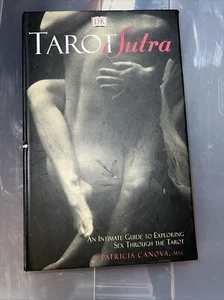 DK
TAROT Sutra
AN INTIMATE GUIDE TO EXPLORING
SEX THROUGH THE TAROT
PATRICIA CANOVA, MSC